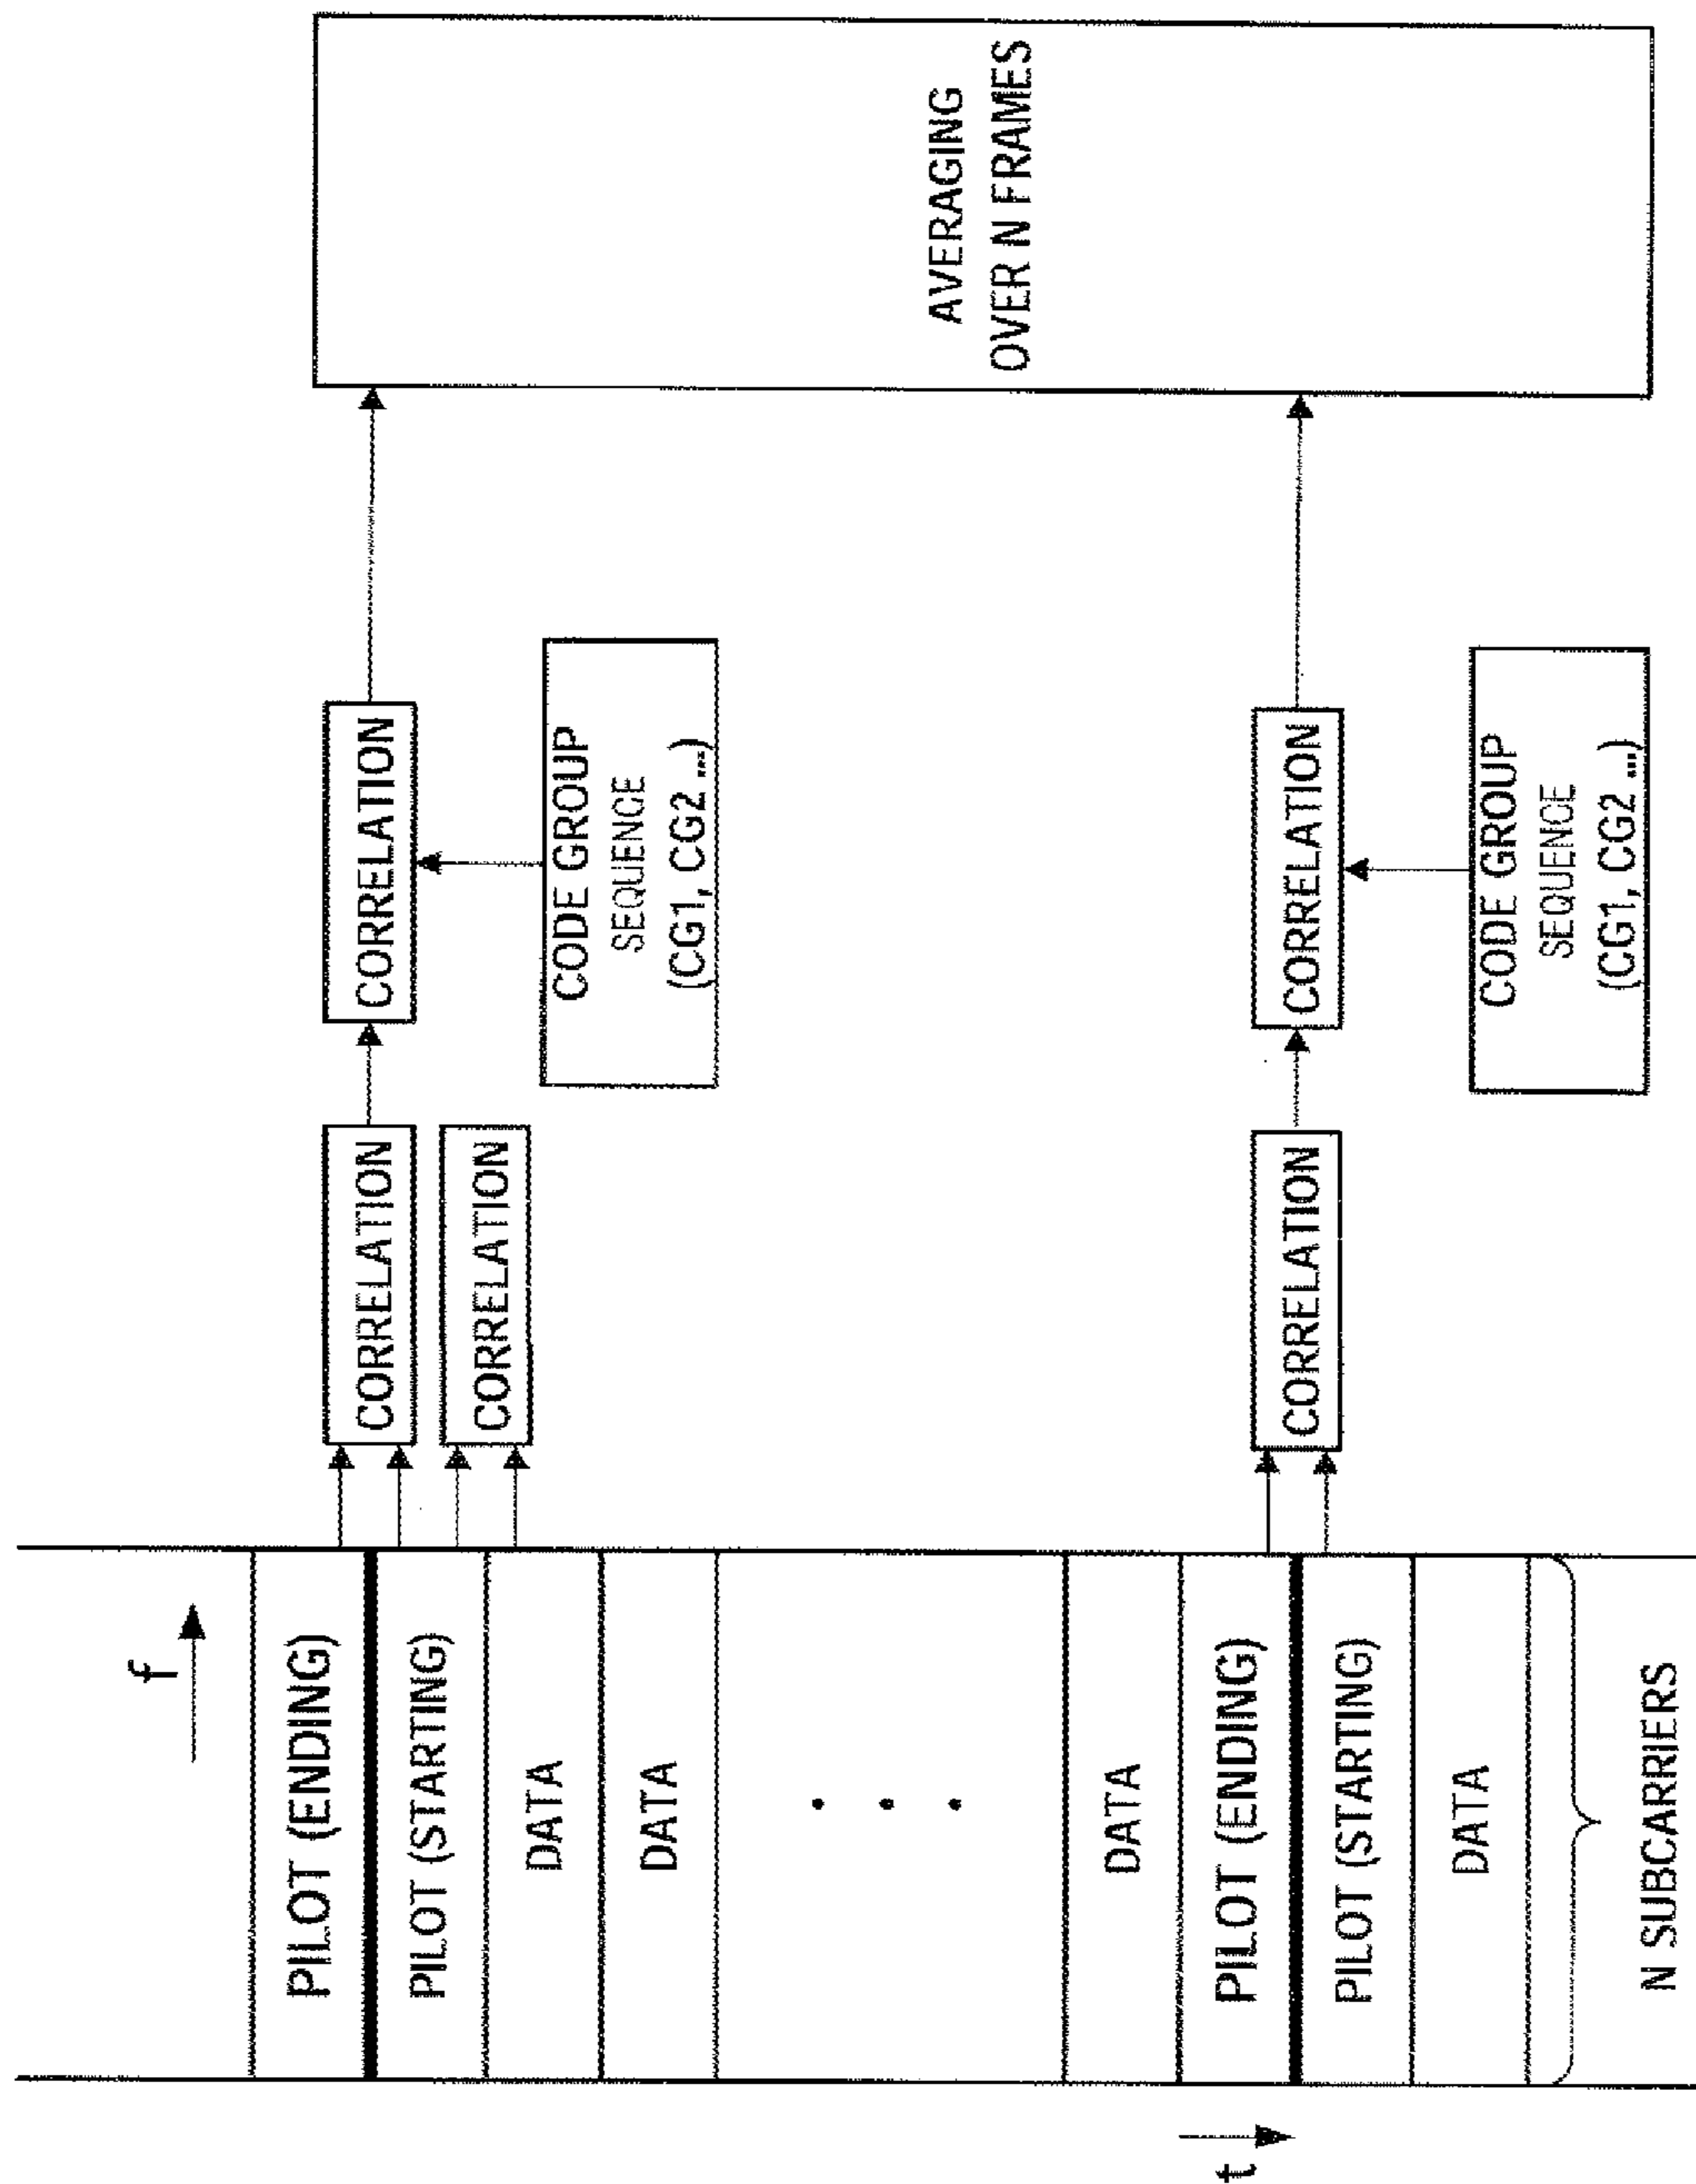 f
t
PILOT (ENDING)
PILOT (STARTING)
DATA
DATA
DATA
PILOT (ENDING)
PILOT (STARTING)
DATA
N SUBCARRIERS
CORRELATION
CORRELATION
CORRELATION
CORRELATION
CODE GROUP
SEQUENCE
(CG1, CG2 ...)
CORRELATION
CODE GROUP
SEQUENCE
(CG1, CG2 ...)
AVERAGING
OVER N FRAMES